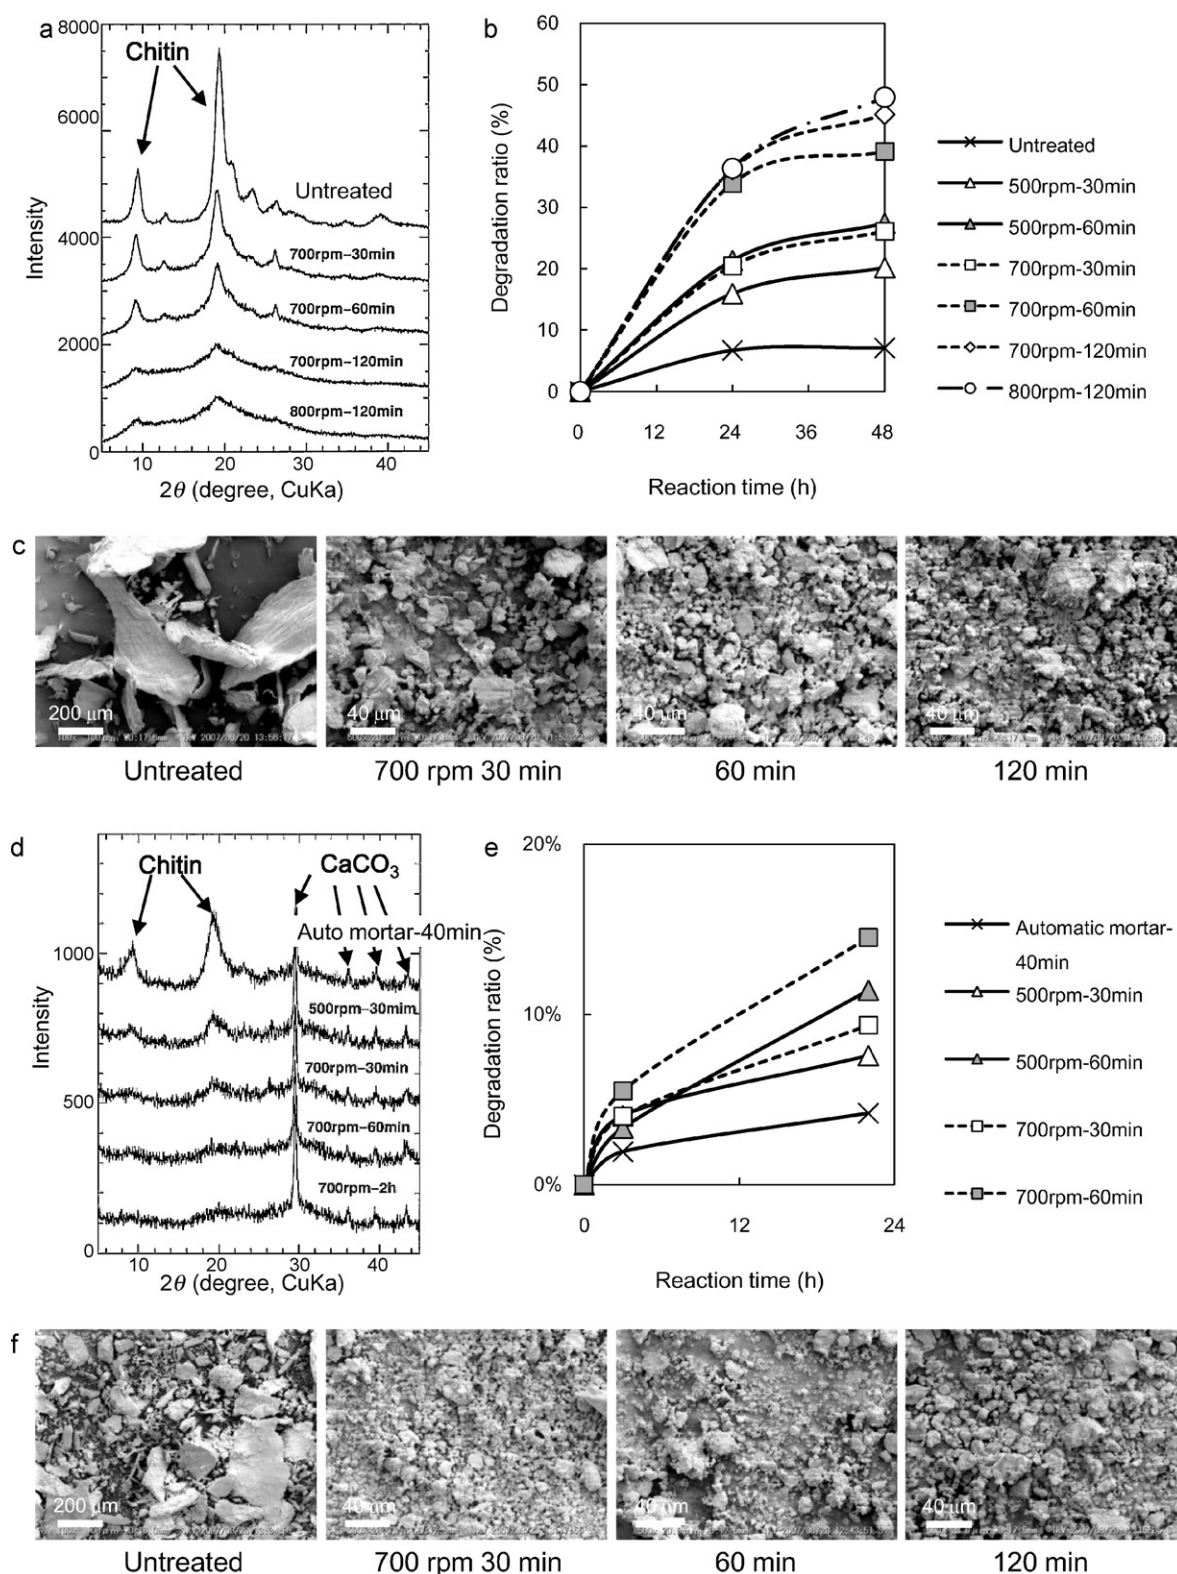 a
8000
6000
4000
2000
0
Intensity
Chitin
Untreated
700rpm-30min
700rpm-60min
700rpm-120min
800rpm-120min
10
20
30
40
2θ (degree, CuKa)
b
60
50
40
30
20
10
0
Degradation ratio (%)
0
12
24
36
48
Reaction time (h)
Untreated
500rpm-30min
500rpm-60min
700rpm-30min
700rpm-60min
700rpm-120min
800rpm-120min
c
200 μm
40 μm
40 μm
40 μm
Untreated
700 rpm 30 min
60 min
120 min
d
1000
500
0
Intensity
Chitin
CaCO3
Auto mortar-40min
500rpm-30mim
700rpm-30min
700rpm-60min
700rpm-2h
10
20
30
40
2θ (degree, CuKa)
e
20%
10%
0%
Degradation ratio (%)
0
12
24
Reaction time (h)
Automatic mortar-
40min
500rpm-30min
500rpm-60min
700rpm-30min
700rpm-60min
f
200 μm
40 μm
40 μm
40 μm
Untreated
700 rpm 30 min
60 min
120 min